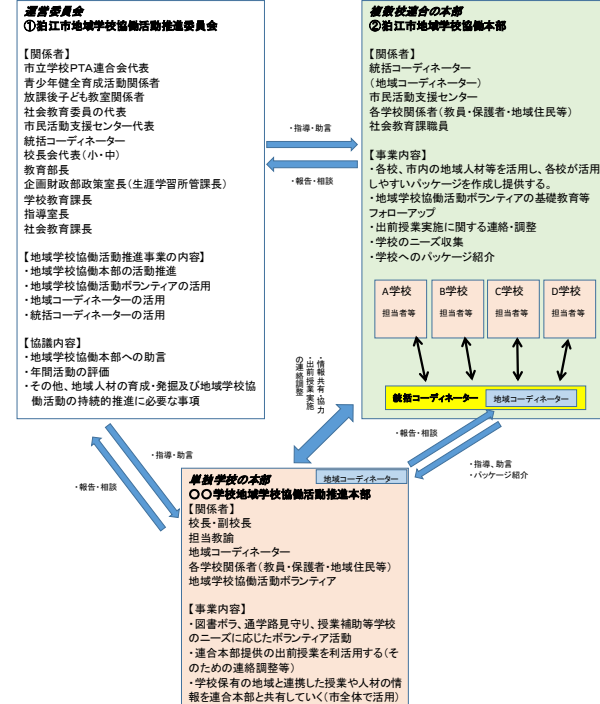 運営委員会
①狛江市地域学校協働活動推進委員会
【関係者】
市立学校PTA連合会代表
青少年健全育成活動関係者
放課後子ども教室関係者
社会教育委員の代表
市民活動支援センター代表
統括コーディネーター
校長会代表（小・中）
教育部長
企画財政部政策室長（生涯学習所管課長）
学校教育課長
指導室長
社会教育課長
【地域学校協働活動推進事業の内容】
・地域学校協働本部の活動推進
・地域学校協働活動ボランティアの活用
・地域コーディネーターの活用
・統括コーディネーターの活用
【協議内容】
・地域学校協働本部への助言
・年間活動の評価
・その他、地域人材の育成・発掘及び地域学校協
働活動の持続的推進に必要な事項
・指導・助言
・報告・相談
複数校連合の本部
②狛江市地域学校協働本部
【関係者】
統括コーディネーター
（地域コーディネーター）
市民活動支援センター
各学校関係者（教員・保護者・地域住民等）
社会教育課職員
【事業内容】
・各校、市内の地域人材等を活用し、各校が活用
しやすいパッケージを作成し提供する。
・地域学校協働活動ボランティアの基礎教育等
フォローアップ
・出前授業実施に関する連絡・調整
・学校のニーズ収集
・学校へのパッケージ紹介
A学校
担当者等
B学校
担当者等
C学校
担当者等
D学校
担当者等
統括コーディネーター
地域コーディネーター
・情報共有・協力
・出前授業実施
の連絡調整
・報告・相談
・指導、助言
・パッケージ紹介
・指導・助言
・報告・相談
単独学校の本部
地域コーディネーター
〇〇学校地域学校協働活動推進本部
【関係者】
校長・副校長
担当教諭
地域コーディネーター
各学校関係者（教員・保護者・地域住民等）
地域学校協働活動ボランティア
【事業内容】
・図書ボラ、通学路見守り、授業補助等学校
のニーズに応じたボランティア活動
・連合本部提供の出前授業を利活用する（そ
のための連絡調整等）
・学校保有の地域と連携した授業や人材の情
報を連合本部と共有していく（市全体で活用）